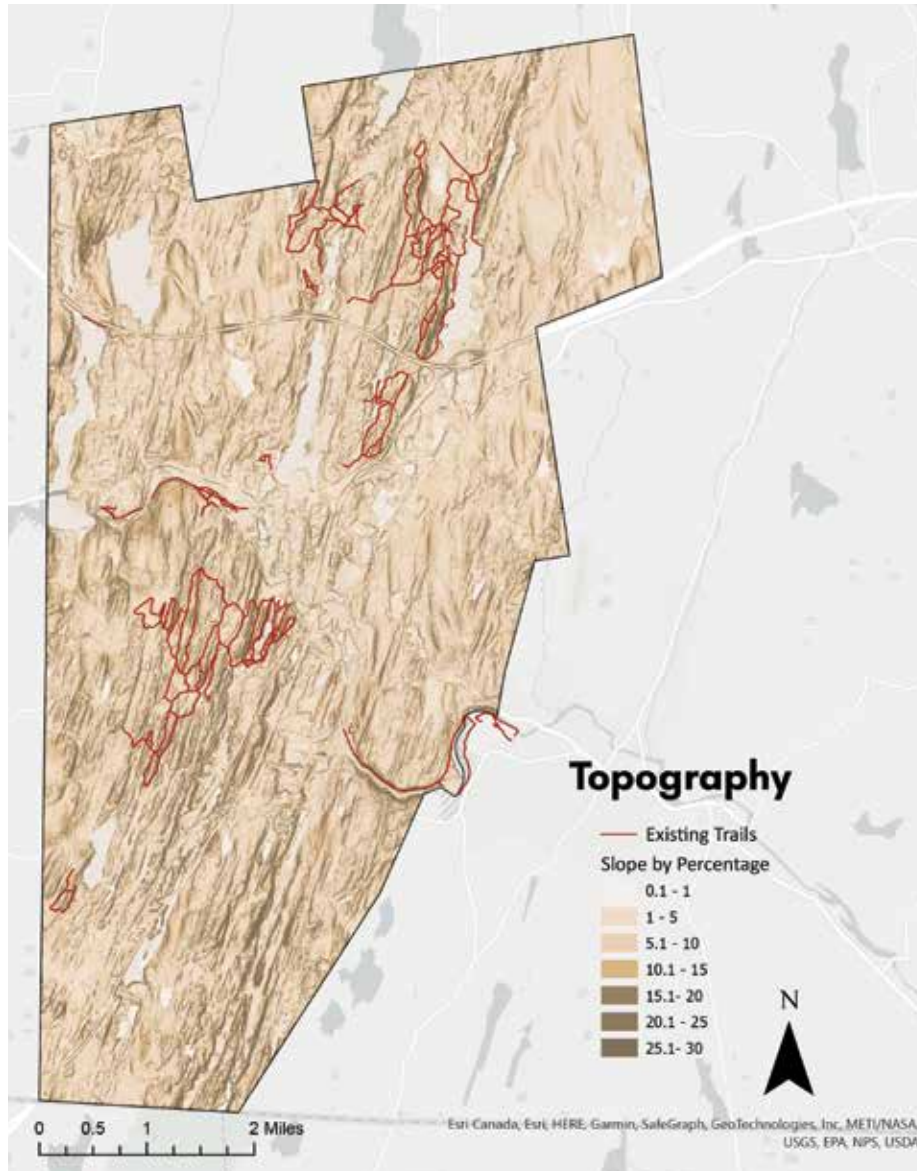 Topography
Existing Trails
Slope by Percentage
0.1 - 1
1 - 5
5.1 - 10
10.1 - 15
15.1- 20
20.1 - 25
25.1- 30
N
0 0.5 1 2 Miles
Esri Canada, Esri, HERE, Garmin, SafeGraph, GeoTechnologies, Inc, METI/NASA,
USGS, EPA, NPS, USDA